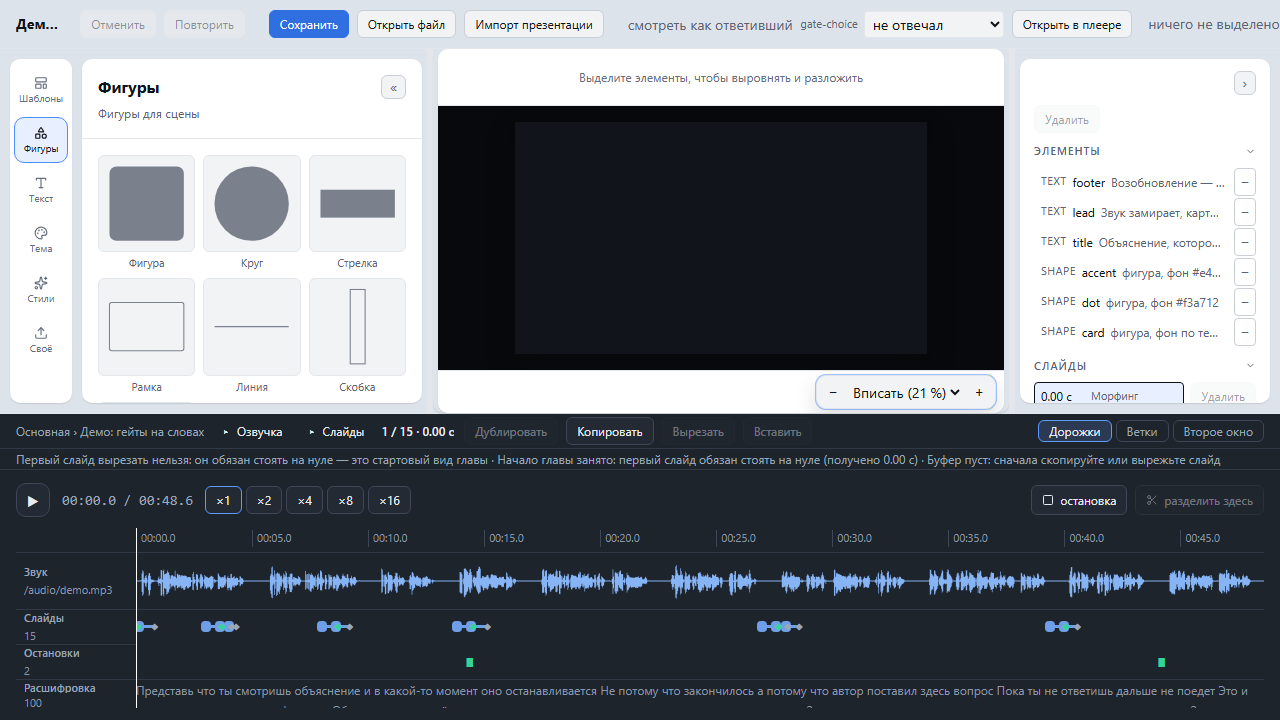 Дем... Отменить Повторить Сохранить Открыть файл Импорт презентации смотреть как ответивший gate-choice не отвечал Открыть в плеере ничего не выделено
Шаблоны
Фигуры
Текст
Тема
Стили
Своё
Фигуры «
Фигуры для сцены
Фигура Круг Стрелка
Рамка Линия Скобка
Выделите элементы, чтобы выровнять и разложить
− Вписать (21 %) +
›
Удалить
ЭЛЕМЕНТЫ
TEXT footer Возобновление — ... −
TEXT lead Звук замирает, карт... −
TEXT title Объяснение, которо... −
SHAPE accent фигура, фон #e4... −
SHAPE dot фигура, фон #f3a712 −
SHAPE card фигура, фон по те... −
СЛАЙДЫ
0.00 с Морфинг Удалить
Основная › Демо: гейты на словах ▸ Озвучка ▸ Слайды 1 / 15 · 0.00 с Дублировать Копировать Вырезать Вставить Дорожки Ветки Второе окно
Первый слайд вырезать нельзя: он обязан стоять на нуле — это стартовый вид главы · Начало главы занято: первый слайд обязан стоять на нуле (получено 0.00 с) · Буфер пуст: сначала скопируйте или вырежьте слайд
▶ 00:00.0 / 00:48.6 ×1 ×2 ×4 ×8 ×16 остановка разделить здесь
00:00.0 00:05.0 00:10.0 00:15.0 00:20.0 00:25.0 00:30.0 00:35.0 00:40.0 00:45.0
Звук
/audio/demo.mp3
Слайды
15
Остановки
2
Расшифровка
100
Представь что ты смотришь объяснение и в какой-то момент оно останавливается Не потому что закончилось а потому что автор поставил здесь вопрос Пока ты не ответишь дальше не поедет Это и